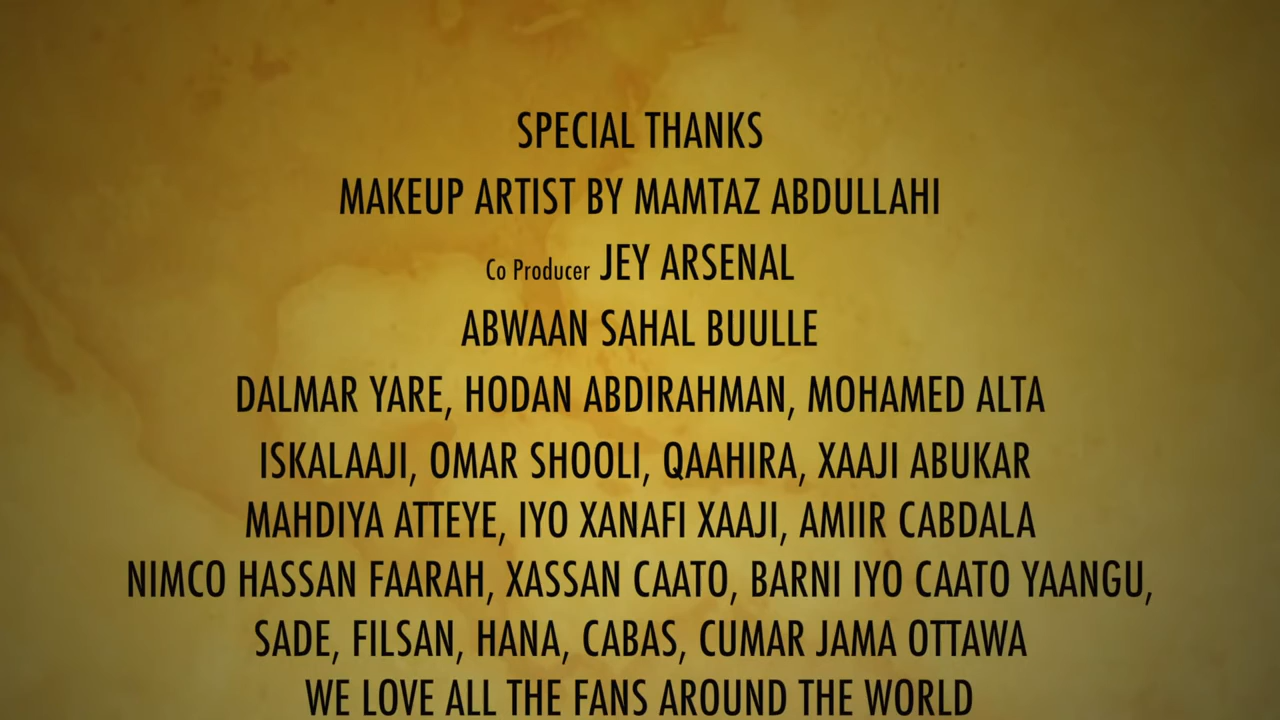 SPECIAL THANKS
MAKEUP ARTIST BY MAMTAZ ABDULLAHI
Co Producer JEY ARSENAL
ABWAAN SAHAL BUULLE
DALMAR YARE, HODAN ABDIRAHMAN, MOHAMED ALTA
ISKALAAJI, OMAR SHOOLI, QAAHIRA, XAAJI ABUKAR
MAHDIYA ATTEYE, IYO XANAFI XAAJI, AMIIR CABDALA
NIMCO HASSAN FAARAH, XASSAN CAATO, BARNI IYO CAATO YAANGU,
SADE, FILSAN, HANA, CABAS, CUMAR JAMA OTTAWA
WE LOVE ALL THE FANS AROUND THE WORLD